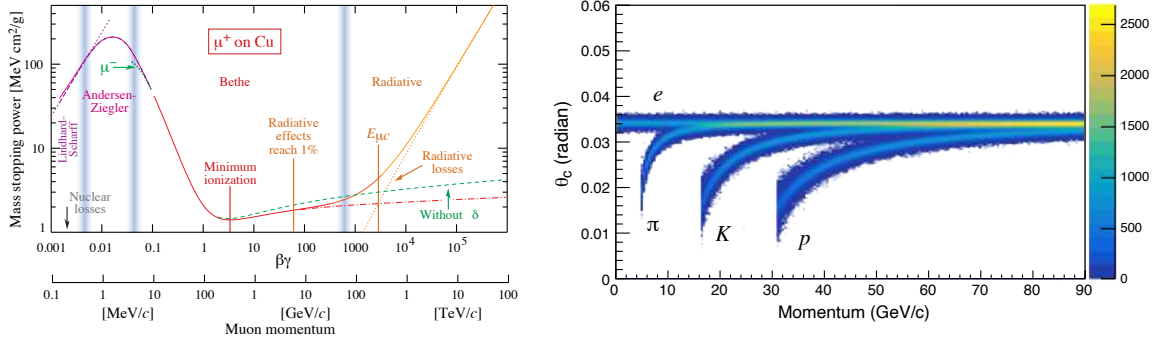 Mass stopping power [MeV cm²/g]
100
10
1
μ⁺ on Cu
μ⁻
Andersen-
Ziegler
Bethe
Radiative
Lindhard-
Scharff
Radiative
effects
reach 1%
Eμc
Minimum
ionization
Radiative
losses
Nuclear
losses
Without δ
0.001
0.01
0.1
1
10
100
1000
10⁴
10⁵
βγ
0.1
1
10
100
1
10
100
1
10
100
[MeV/c]
[GeV/c]
[TeV/c]
Muon momentum
θc (radian)
0.06
0.05
0.04
0.03
0.02
0.01
0
e
π
K
p
0
10
20
30
40
50
60
70
80
90
Momentum (GeV/c)
2500
2000
1500
1000
500
0